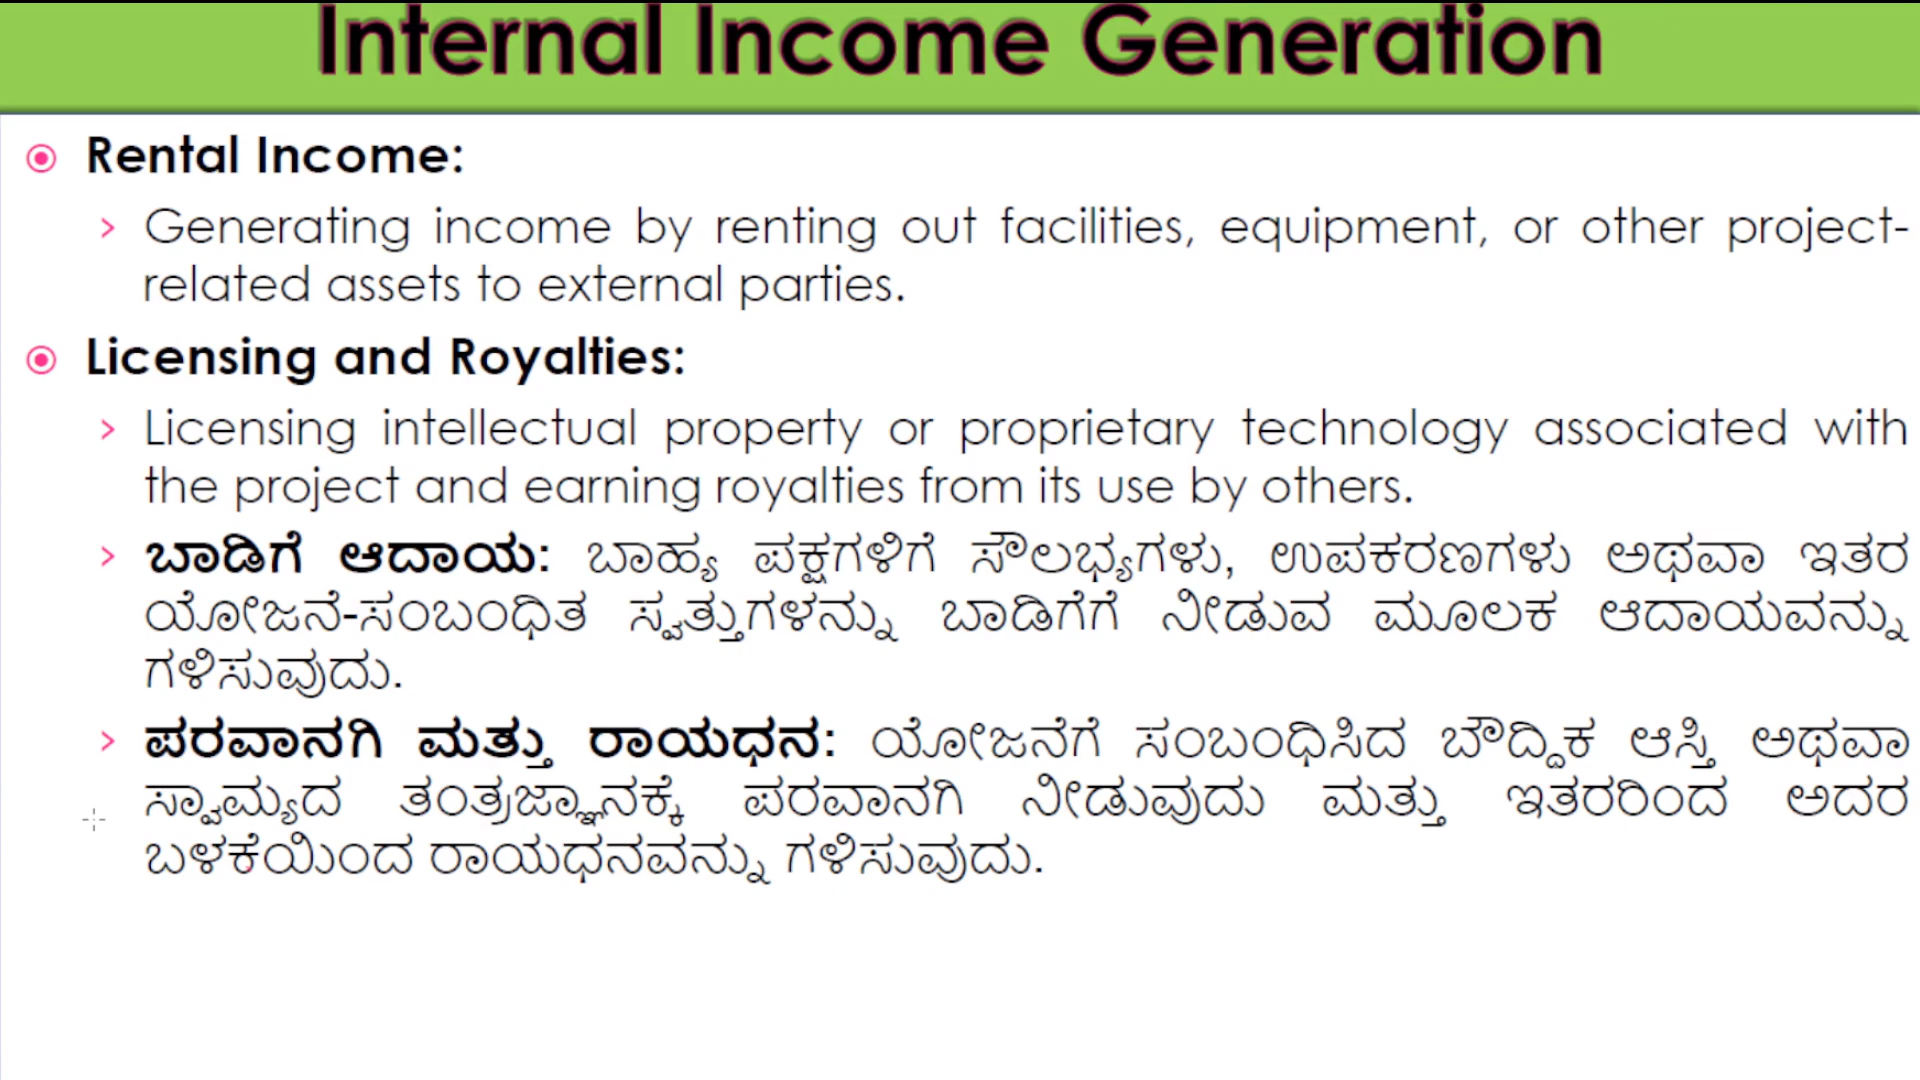 Internal Income Generation
Rental Income:
Generating income by renting out facilities, equipment, or other project-
related assets to external parties.
Licensing and Royalties:
Licensing intellectual property or proprietary technology associated with
the project and earning royalties from its use by others.
ಬಾಡಿಗೆ ಆದಾಯ: ಬಾಹ್ಯ ಪಕ್ಷಗಳಿಗೆ ಸೌಲಭ್ಯಗಳು, ಉಪಕರಣಗಳು ಅಥವಾ ಇತರ
ಯೋಜನೆ-ಸಂಬಂಧಿತ ಸ್ವತ್ತುಗಳನ್ನು ಬಾಡಿಗೆಗೆ ನೀಡುವ ಮೂಲಕ ಆದಾಯವನ್ನು
ಗಳಿಸುವುದು.
ಪರವಾನಗಿ ಮತ್ತು ರಾಯಧನ: ಯೋಜನೆಗೆ ಸಂಬಂಧಿಸಿದ ಬೌದ್ಧಿಕ ಆಸ್ತಿ ಅಥವಾ
ಸ್ವಾಮ್ಯದ ತಂತ್ರಜ್ಞಾನಕ್ಕೆ ಪರವಾನಗಿ ನೀಡುವುದು ಮತ್ತು ಇತರರಿಂದ ಅದರ
ಬಳಕೆಯಿಂದ ರಾಯಧನವನ್ನು ಗಳಿಸುವುದು.